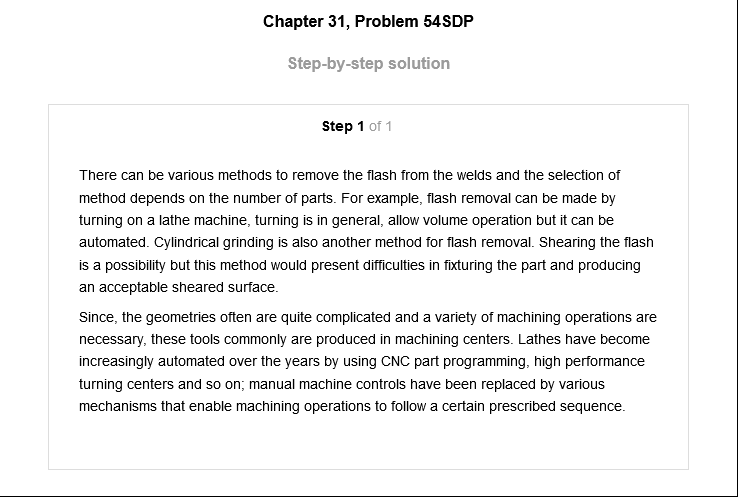 Chapter 31, Problem 54SDP
Step-by-step solution
Step 1 of 1
There can be various methods to remove the flash from the welds and the selection of
method depends on the number of parts. For example, flash removal can be made by
turning on a lathe machine, turning is in general, allow volume operation but it can be
automated. Cylindrical grinding is also another method for flash removal. Shearing the flash
is a possibility but this method would present difficulties in fixturing the part and producing
an acceptable sheared surface.
Since, the geometries often are quite complicated and a variety of machining operations are
necessary, these tools commonly are produced in machining centers. Lathes have become
increasingly automated over the years by using CNC part programming, high performance
turning centers and so on; manual machine controls have been replaced by various
mechanisms that enable machining operations to follow a certain prescribed sequence.